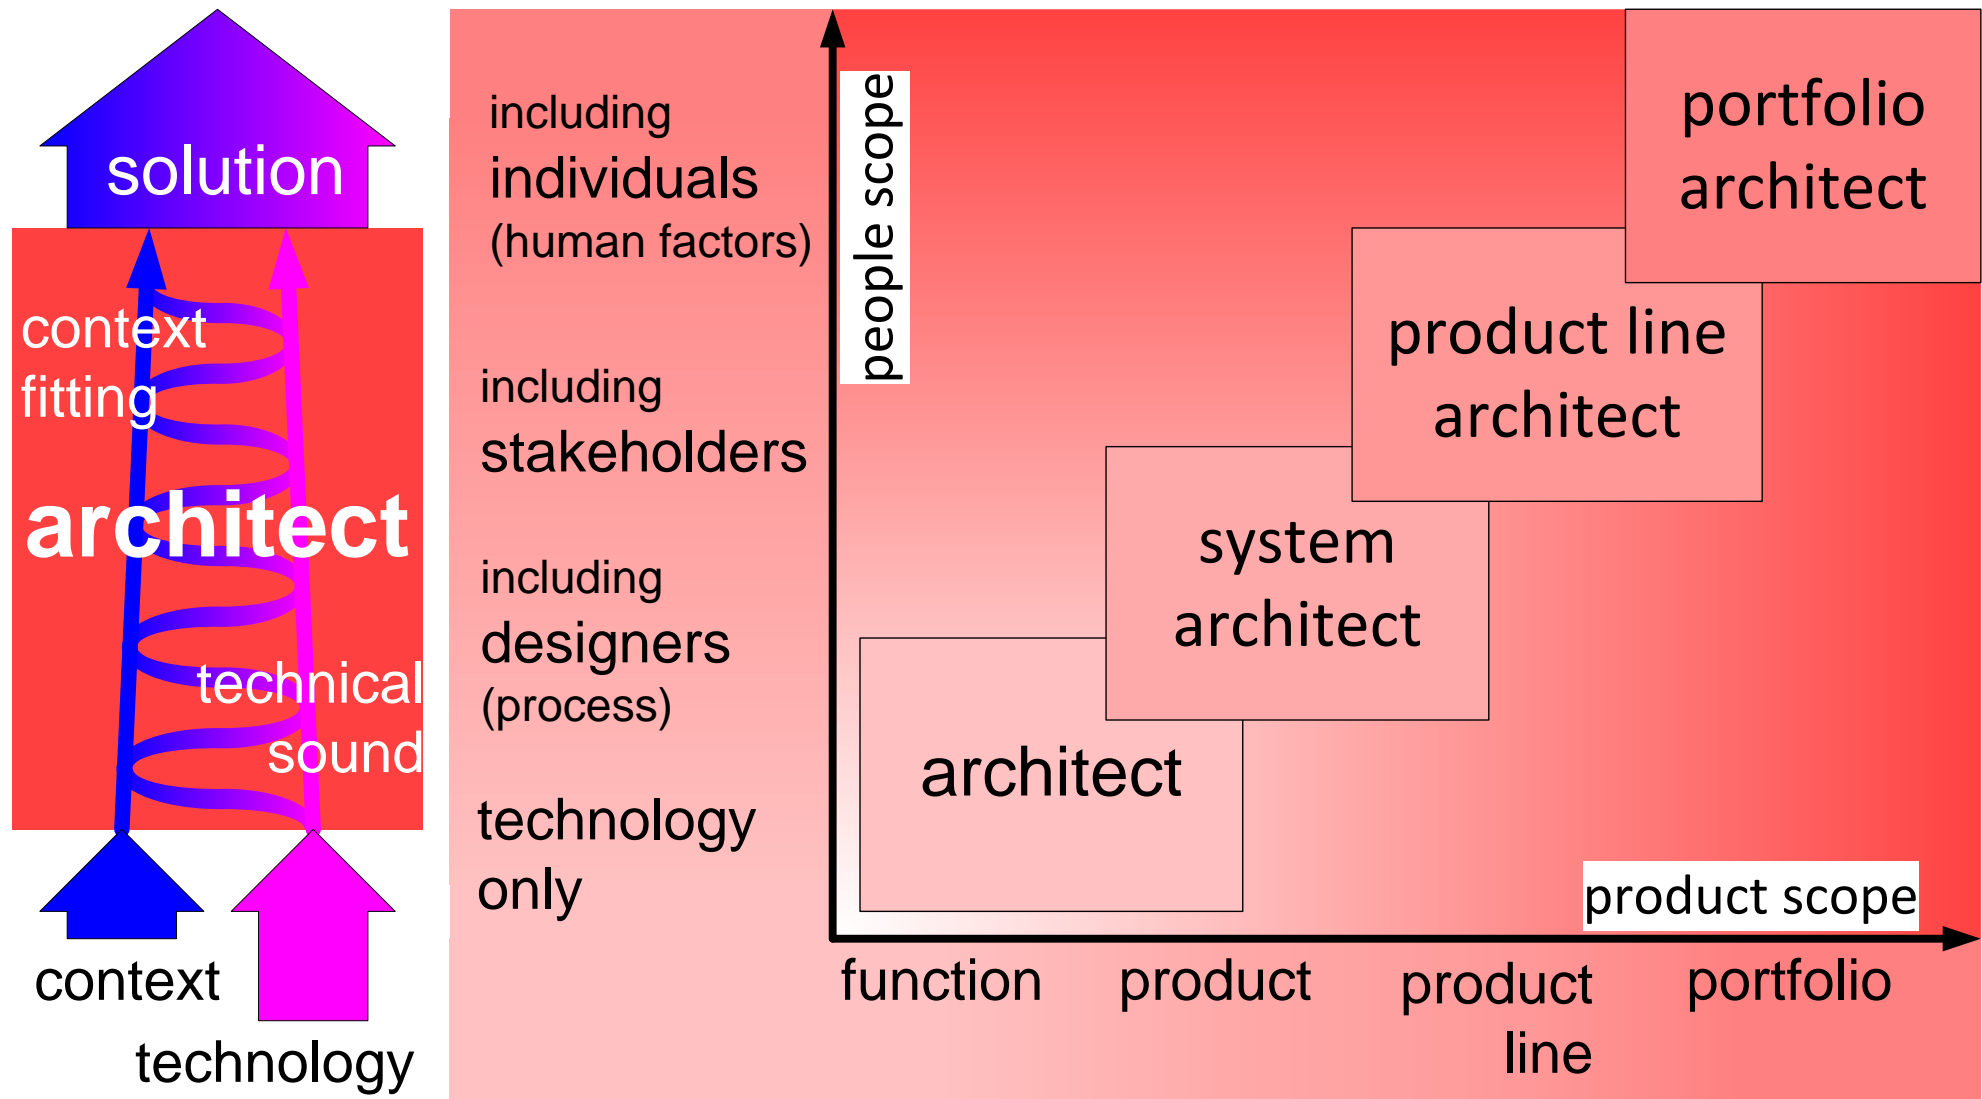 solution
context
fitting
architect
technical
sound
context
technology
including
individuals
(human factors)
including
stakeholders
including
designers
(process)
technology
only
people scope
portfolio
architect
product line
architect
system
architect
architect
product scope
function
product
product
line
portfolio